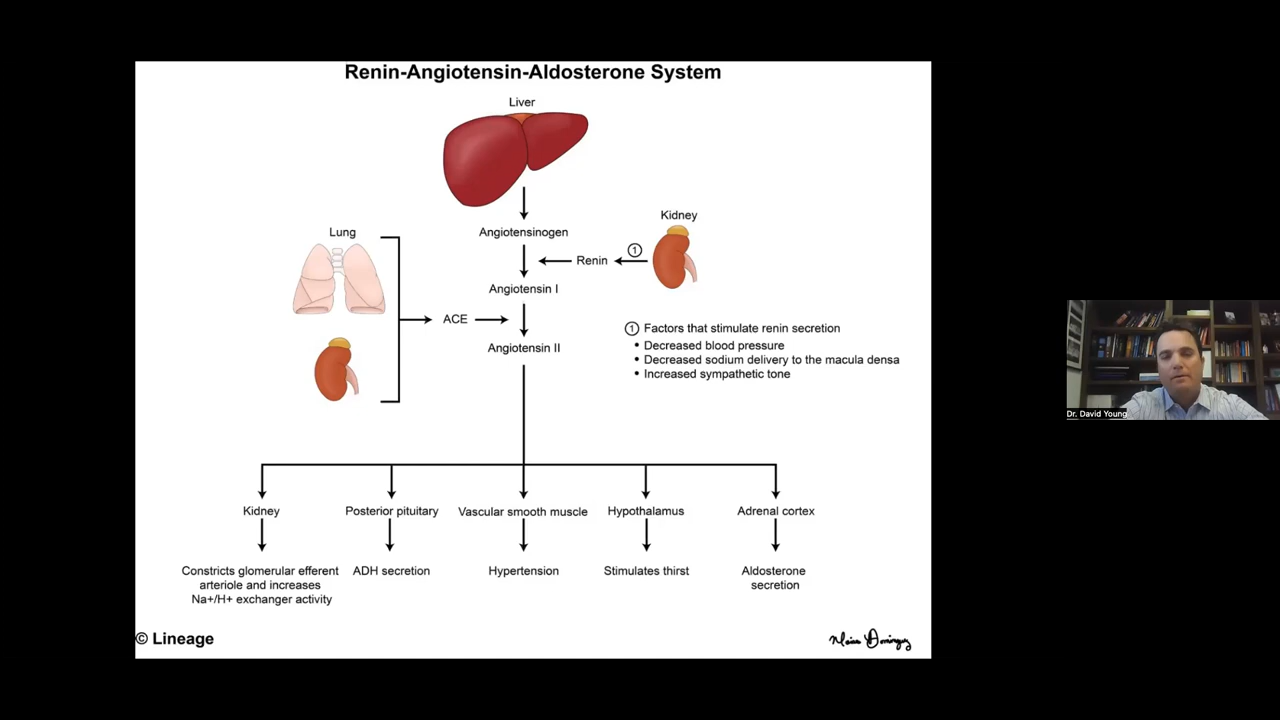 Renin-Angiotensin-Aldosterone System
Liver
Kidney
Lung
Angiotensinogen
1
Renin
Angiotensin I
ACE
1 Factors that stimulate renin secretion
• Decreased blood pressure
• Decreased sodium delivery to the macula densa
• Increased sympathetic tone
Angiotensin II
Kidney
Posterior pituitary
Vascular smooth muscle
Hypothalamus
Adrenal cortex
Constricts glomerular efferent
arteriole and increases
Na+/H+ exchanger activity
ADH secretion
Hypertension
Stimulates thirst
Aldosterone
secretion
© Lineage
Dr. David Young